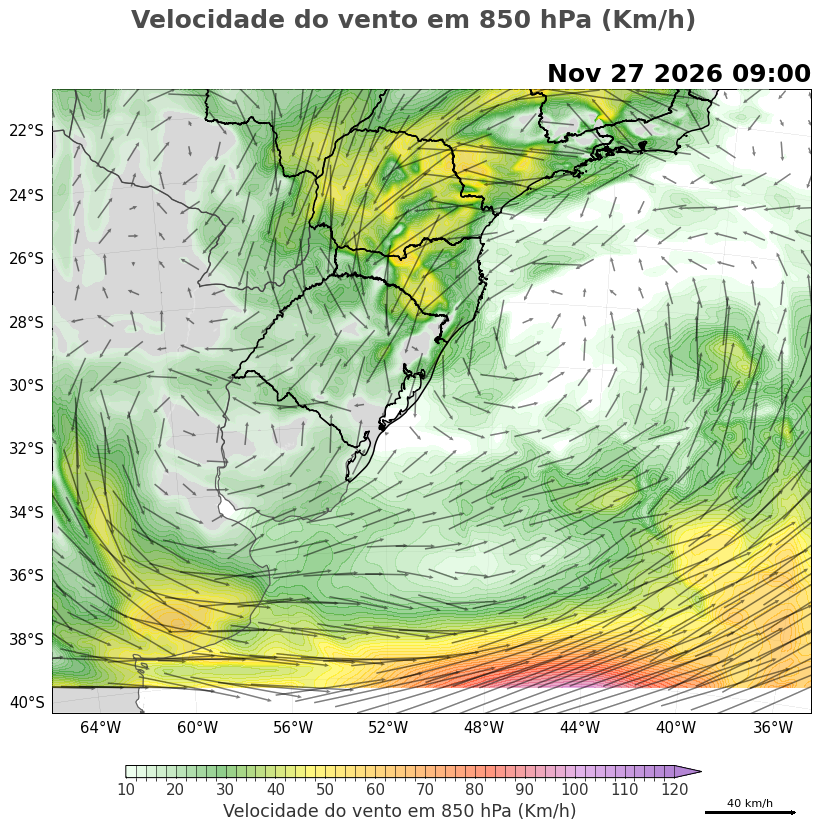 Velocidade do vento em 850 hPa (Km/h)
Nov 27 2026 09:00
22°S
24°S
26°S
28°S
30°S
32°S
34°S
36°S
38°S
40°S
64°W 60°W 56°W 52°W 48°W 44°W 40°W 36°W
10 20 30 40 50 60 70 80 90 100 110 120
Velocidade do vento em 850 hPa (Km/h)
40 km/h